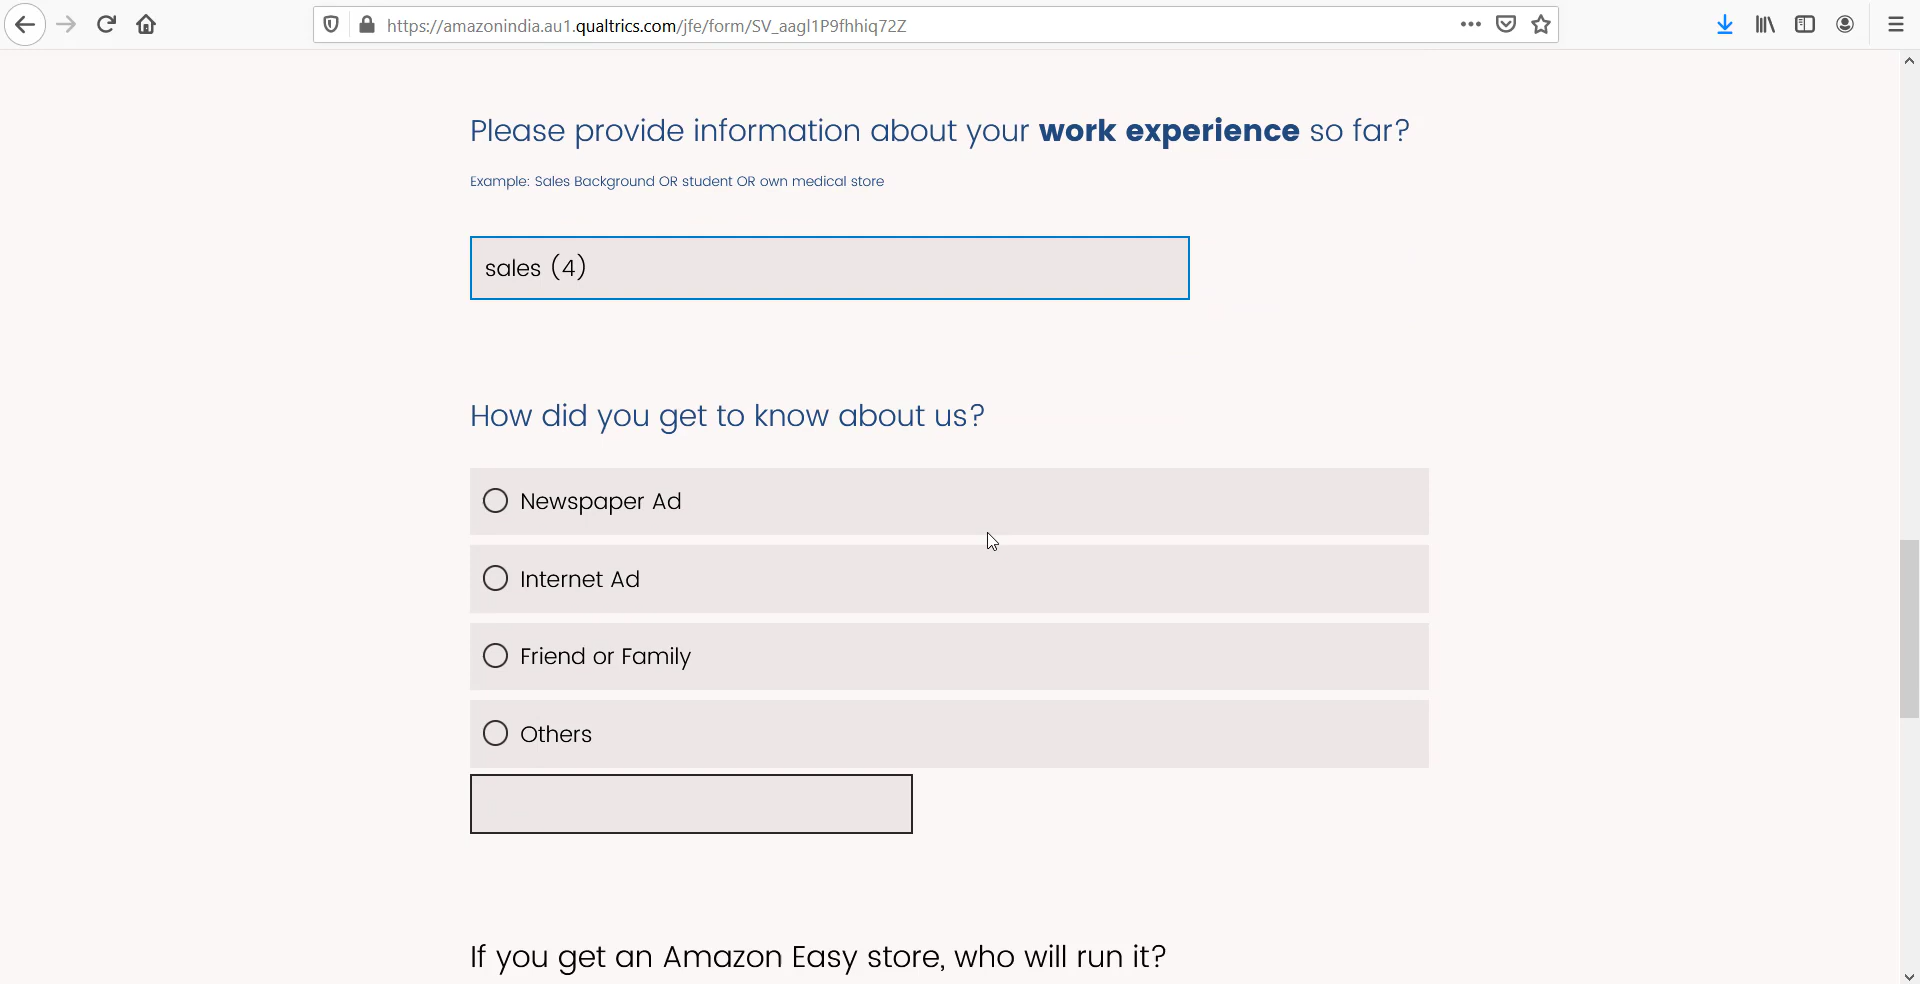 https://amazonindia.au1.qualtrics.com/jfe/form/SV_aagl1P9fhhiq72Z
Please provide information about your work experience so far?
Example: Sales Background OR student OR own medical store
sales (4)
How did you get to know about us?
Newspaper Ad
Internet Ad
Friend or Family
Others
If you get an Amazon Easy store, who will run it?